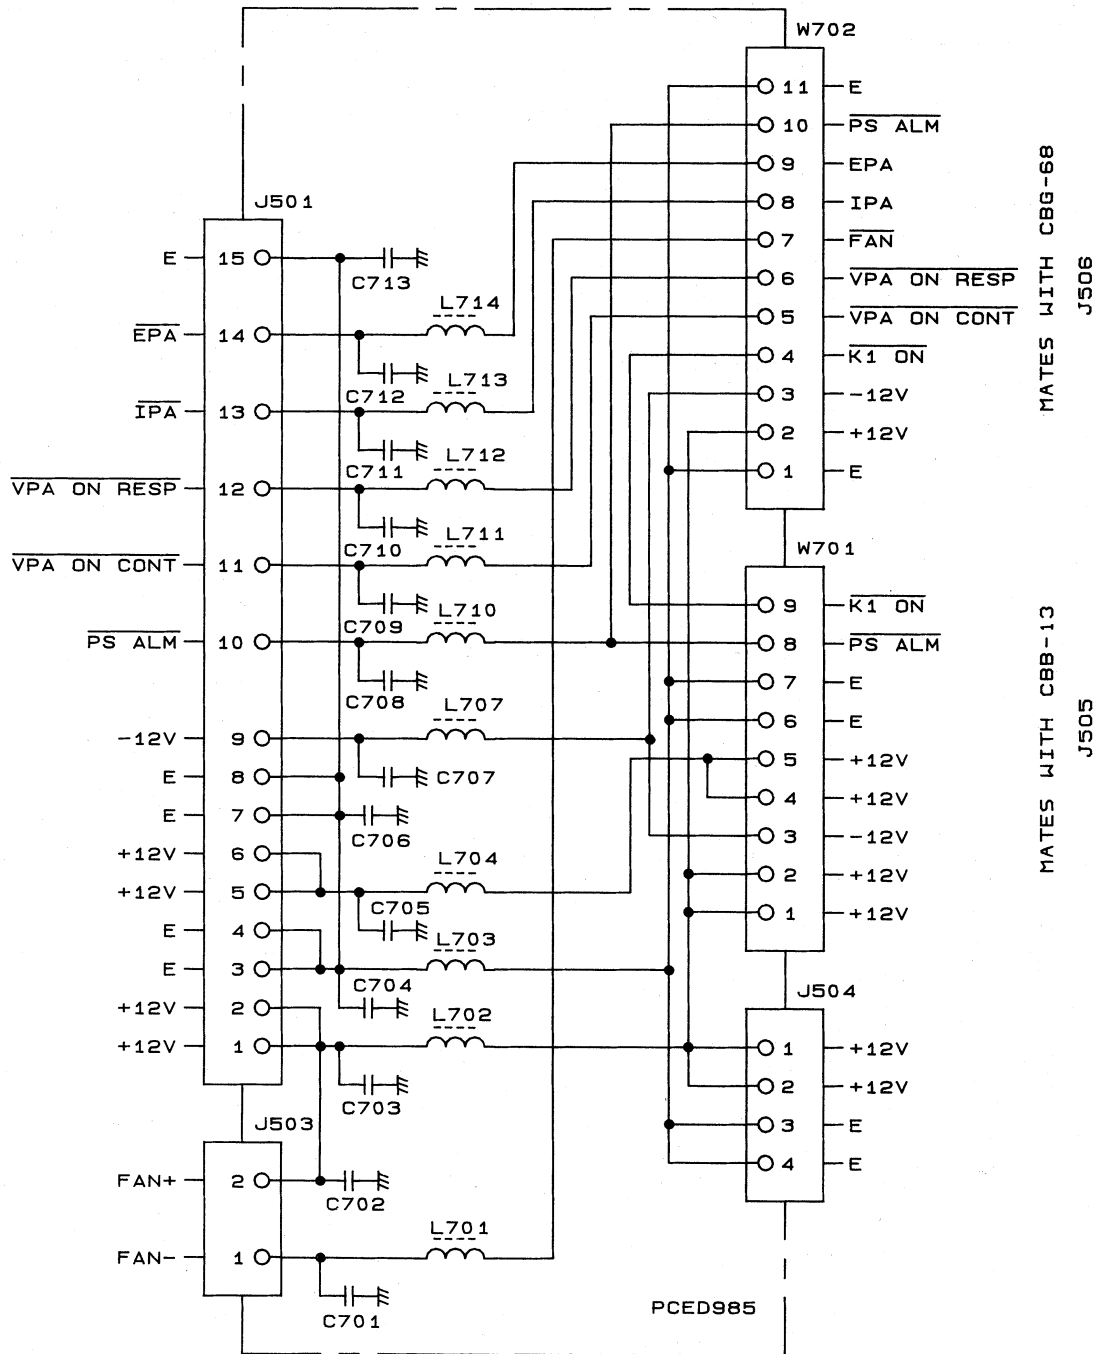 W702
11 E
10 PS ALM
9 EPA
8 IPA
7 FAN
6 VPA ON RESP
5 VPA ON CONT
4 K1 ON
3 -12V
2 +12V
1 E
MATES WITH CBG-68
J506
J501
E 15
C713
L714
EPA 14
C712
L713
IPA 13
C711
L712
VPA ON RESP 12
C710
L711
VPA ON CONT 11
C709
L710
PS ALM 10
C708
L707
-12V 9
C707
E 8
E 7
C706
+12V 6
L704
+12V 5
C705
E 4
L703
E 3
C704
+12V 2
L702
+12V 1
C703
W701
9 K1 ON
8 PS ALM
7 E
6 E
5 +12V
4 +12V
3 -12V
2 +12V
1 +12V
MATES WITH CBB-13
J505
J504
1 +12V
2 +12V
3 E
4 E
J503
FAN+ 2
C702
L701
FAN- 1
C701
PCED985